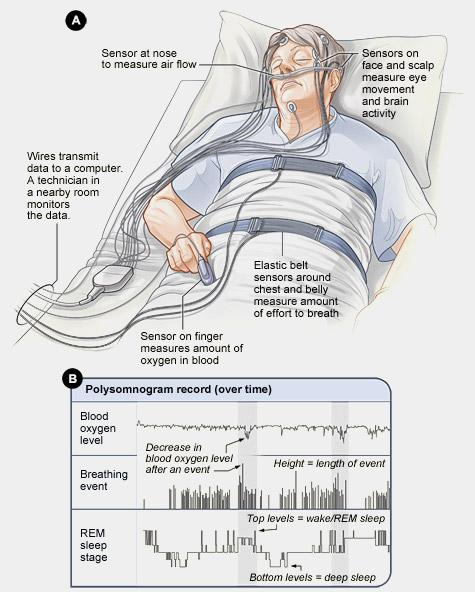 A
Sensor at nose
to measure air flow
Sensors on
face and scalp
measure eye
movement
and brain
activity
Wires transmit
data to a computer.
A technician in
a nearby room
monitors
the data.
Elastic belt
sensors around
chest and belly
measure amount
of effort to breath
Sensor on finger
measures amount of
oxygen in blood
B
Polysomnogram record (over time)
Blood
oxygen
level
Decrease in
blood oxygen level
after an event
Breathing
event
Height = length of event
REM
sleep
stage
Top levels = wake/REM sleep
Bottom levels = deep sleep